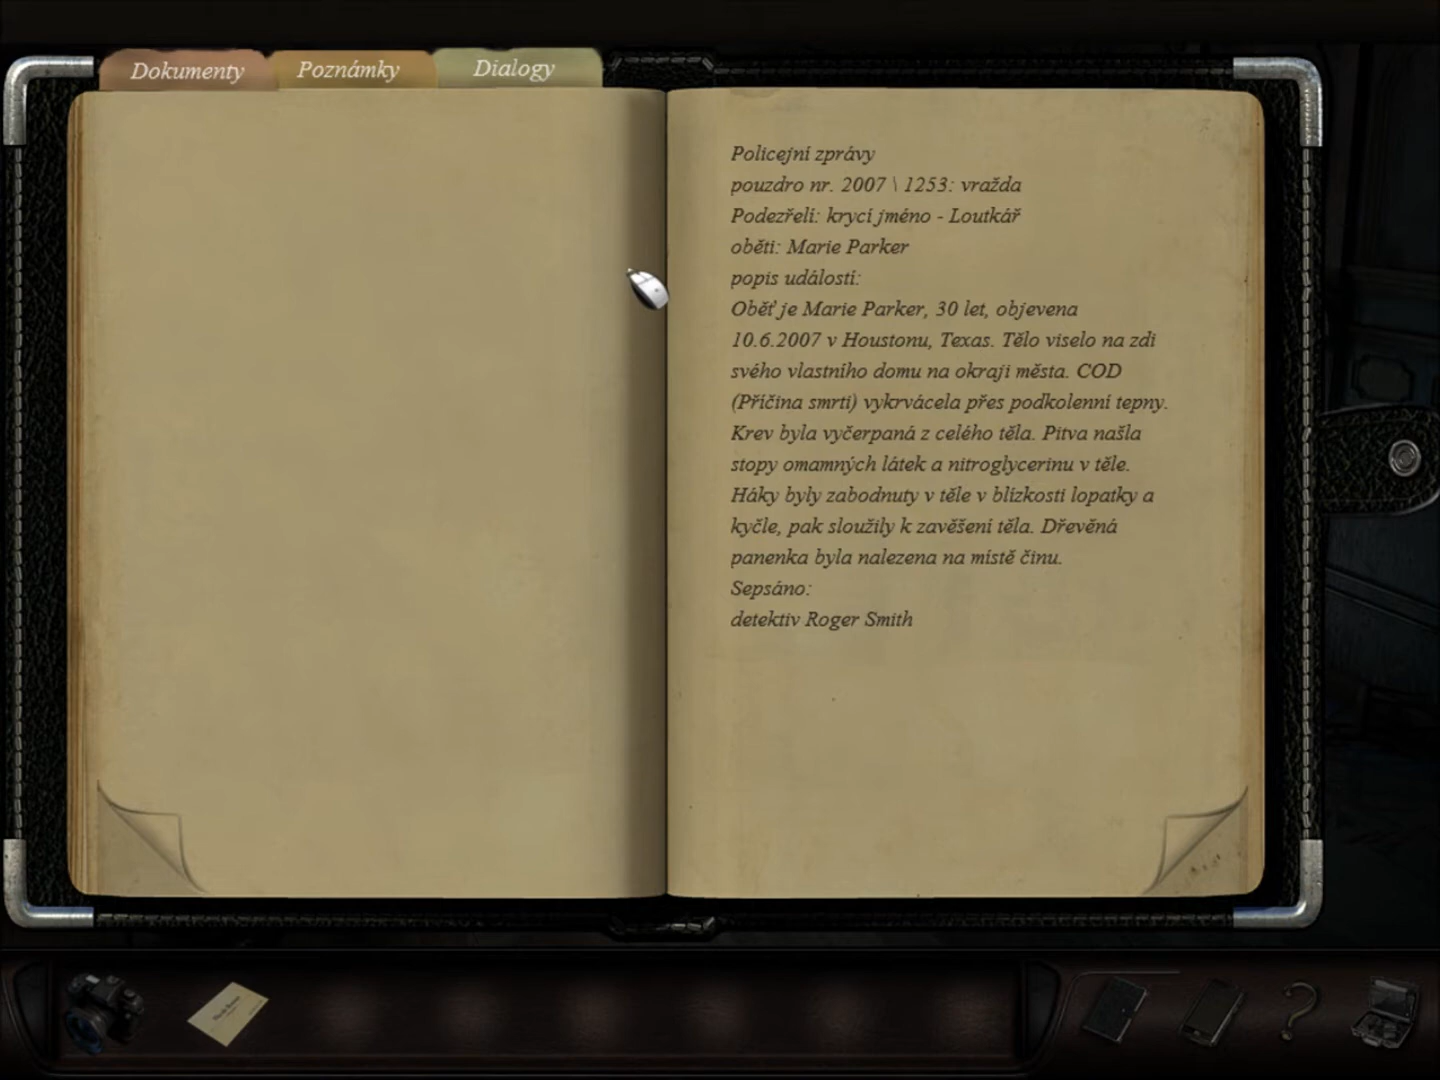 Dokumenty
Poznámky
Dialogy
Policejní zprávy
pouzdro nr. 2007 \ 1253: vražda
Podezřelí: krycí jméno - Loutkář
oběti: Marie Parker
popis událostí:
Oběť je Marie Parker, 30 let, objevena
10.6.2007 v Houstonu, Texas. Tělo viselo na zdi
svého vlastního domu na okraji města. COD
(Příčina smrti) vykrvácela přes podkolenní tepny.
Krev byla vyčerpaná z celého těla. Pitva našla
stopy omamných látek a nitroglycerinu v těle.
Háky byly zabodnuty v těle v blízkosti lopatky a
kyčle, pak sloužily k zavěšení těla. Dřevěná
panenka byla nalezena na místě činu.
Sepsáno:
detektiv Roger Smith